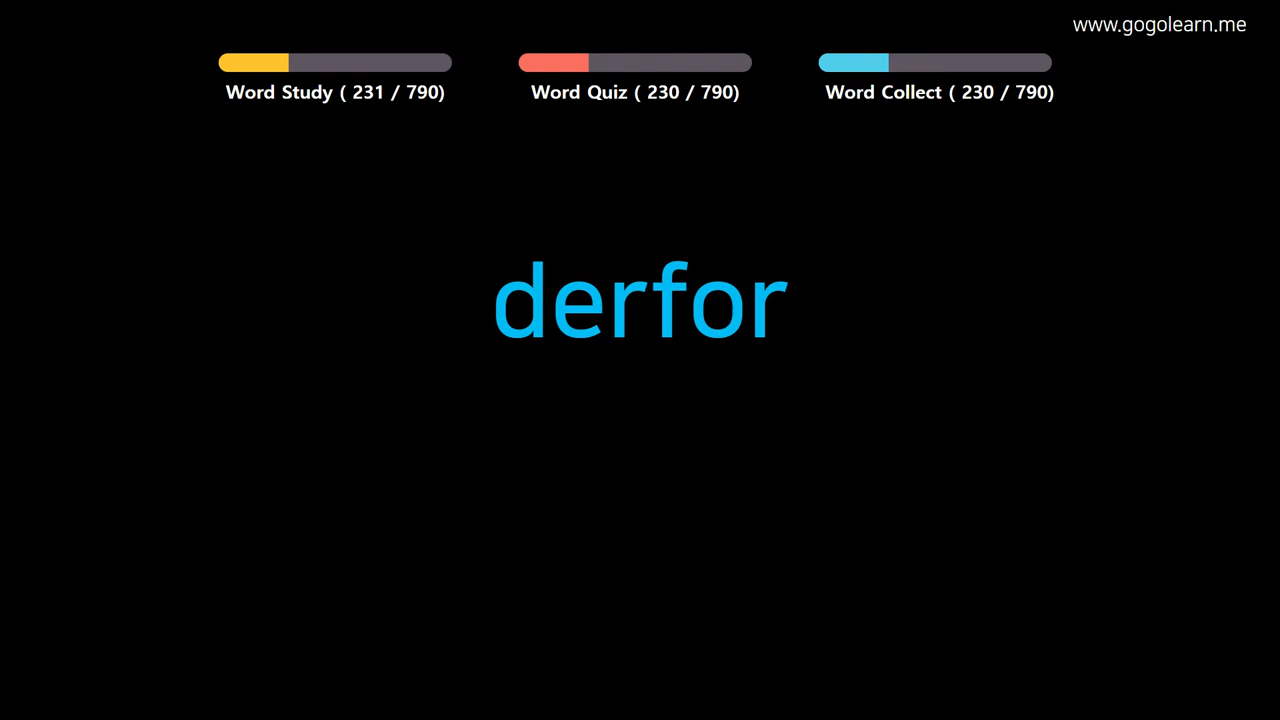 www.gogolearn.me
Word Study ( 231 / 790)
Word Quiz ( 230 / 790)
Word Collect ( 230 / 790)
derfor